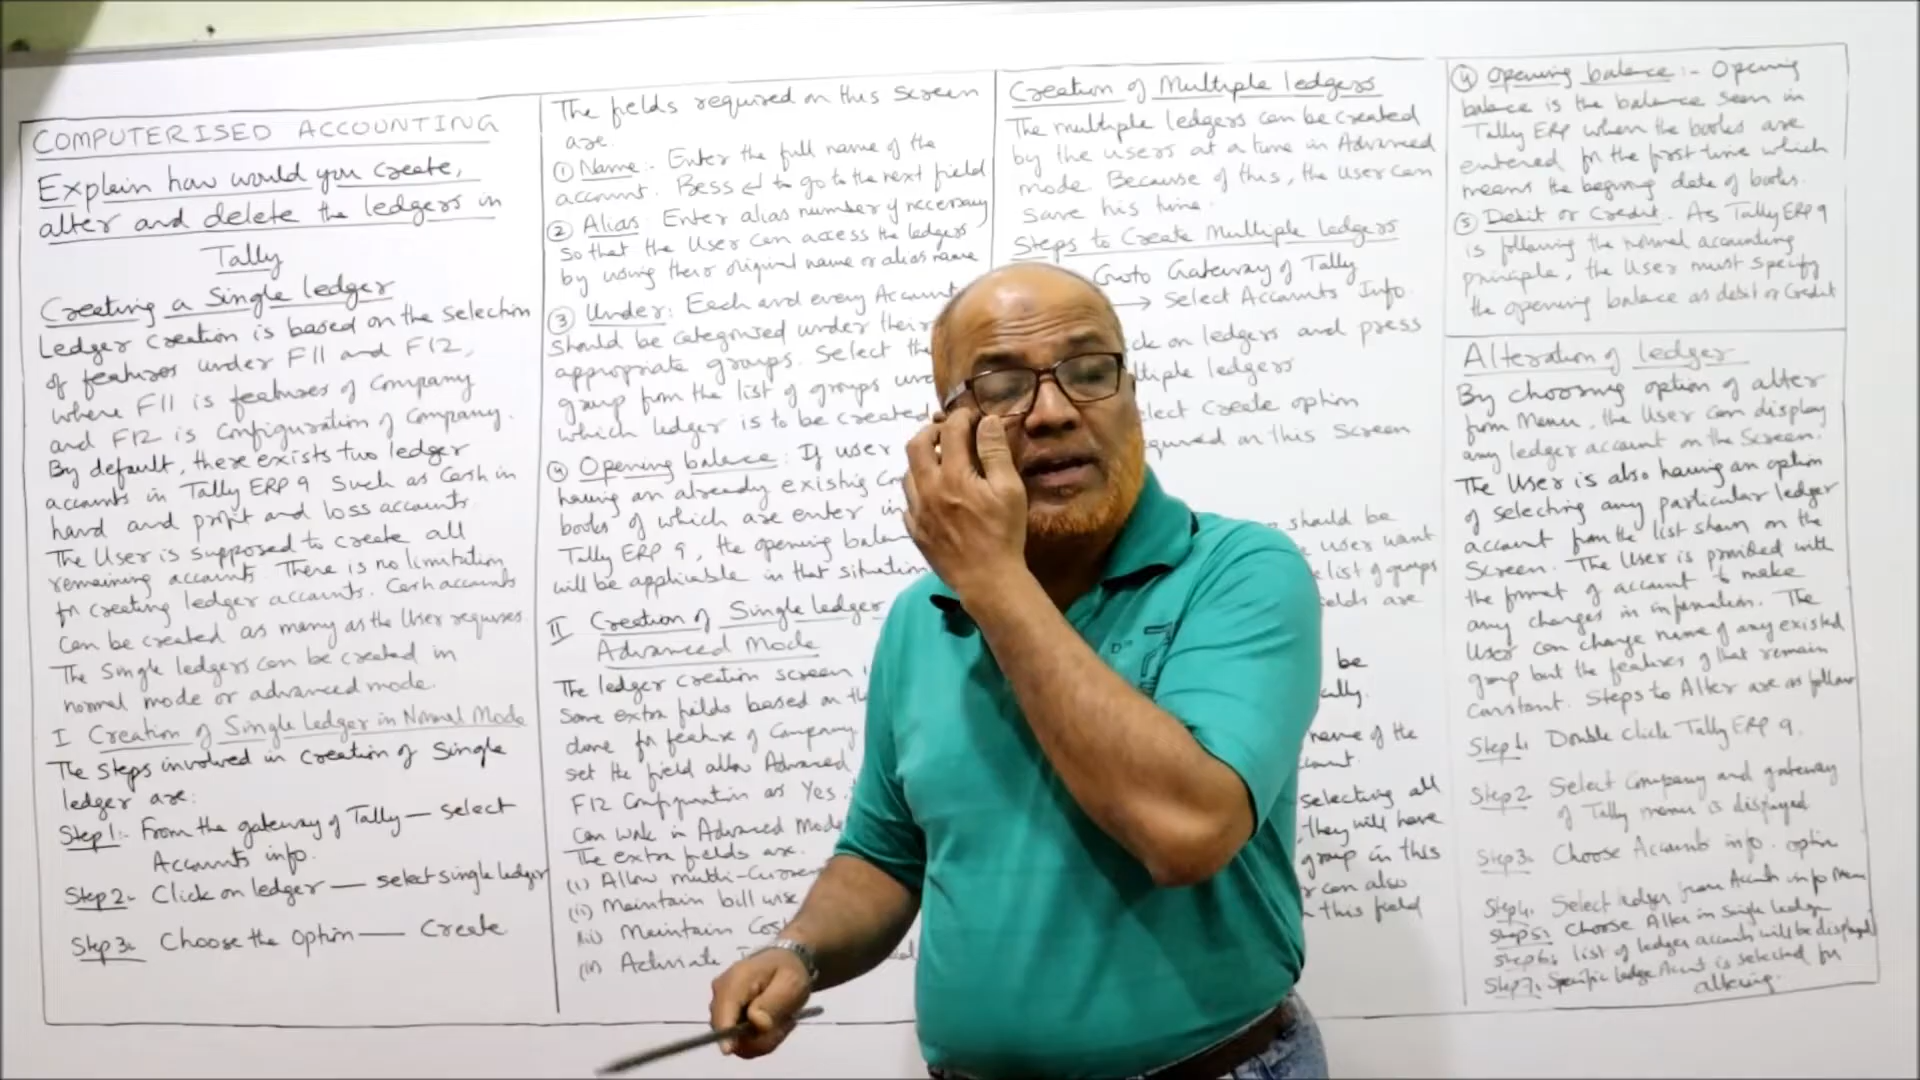 COMPUTERISED ACCOUNTING
Explain how would you create,
alter and delete the ledgers in
Tally
Creating a Single ledger
Ledger creation is based on the selection
of features under F11 and F12,
where F11 is features of Company
and F12 is Configuration of Company.
By default, there exists two ledger
accounts in Tally ERP 9 Such as Cash in
hand and profit and loss accounts
The User is supposed to create all
remaining accounts. There is no limitation
for creating ledger accounts. Cash accounts
can be created as many as the User requires.
The Single ledgers can be created in
normal mode or advanced mode.
I Creation of Single ledger in Normal Mode
The steps involved in creation of Single
ledger are:
Step 1:- From the gateway of Tally — select
Accounts info.
Step 2- Click on ledger — select single ledger
Step 3:- Choose the Option — Create
The fields required on this screen
are.
① Name:- Enter the full name of the
account. Press ↵ to go to the next field
② Alias: Enter alias number if necessary
so that the User can access the ledgers
by using their original name or alias name
③ Under: Each and every Account
should be categorised under their
appropriate groups. Select the
group from the list of groups und
which ledger is to be created
④ Opening balance: If user
having an already existing
books of which are enter in
Tally ERP 9, the opening balan
will be applicable in that situation
II Creation of Single ledger
Advanced Mode
The ledger creation screen
Some extra fields based on th
done for feature of Company
set the field allow Advanced
F12 Configuration as Yes.
Can work in Advanced Mode
The extra fields are.
(i) Allow multi-Curren
(ii) Maintain bill wise
(iii) Maintain Cost
(iv) Activate
Creation of Multiple ledgers
The multiple ledgers can be created
by the users at a time in Advanced
mode. Because of this, the User can
save his time.
Steps to Create Multiple ledgers
Goto Gateway of Tally
→ Select Accounts Info.
ck on ledgers and press
ltiple ledgers
elect Create option
equired on this Screen
should be
user want
list of groups
ields are
be
cally.
name of the
count.
selecting all
they will have
group in this
can also
this field
④ Opening balance:- Opening
balance is the balance seen in
Tally ERP when the books are
entered for the first time which
means the begining date of books.
⑤ Debit or Credit. As Tally ERP 9
is following the normal accounting
principle, the User must specify
the opening balance as debit or Credit
Alteration of ledger
By choosing option of alter
from Menu, the User can display
any ledger account on the Screen.
The User is also having an option
of selecting any particular ledger
account from the list shown on the
Screen. The User is provided with
the format of account to make
any changes in information. The
User can change name of any existed
group but the features of that remain
Constant. Steps to Alter are as follow
Step 1: Double click Tally ERP 9.
Step 2 Select Company and gateway
of Tally menu is displayed
Step 3. Choose Accounts info. option
Step 4. Select ledger from Accounts info Menu
Step 5: Choose Alter in Single ledger
Step 6: list of ledger accounts will be displayed
Step 7: Specific ledger Account is selected for
altering.